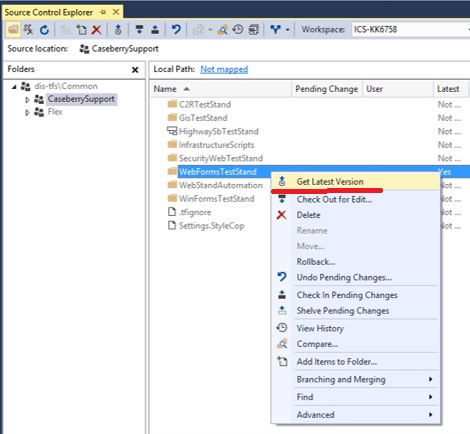 Source Control Explorer
Workspace: ICS-KK6758
Source location: CaseberrySupport
Folders
Local Path: Not mapped
dis-tfs\Common
CaseberrySupport
Flex
Name Pending Change User Latest
C2RTestStand Not ...
GisTestStand Not ...
HighwaySbTestStand Not ...
InfrastructureScripts Not ...
SecurityWebTestStand Not ...
WebFormsTestStand Yes
WebStandAutomation Not ...
WinFormsTestStand Not ...
.tfignore Not ...
Settings.StyleCop Not ...
Get Latest Version
Check Out for Edit...
Delete
Rename
Move...
Rollback...
Undo Pending Changes...
Check In Pending Changes
Shelve Pending Changes
View History
Compare...
Add Items to Folder...
Branching and Merging
Find
Advanced